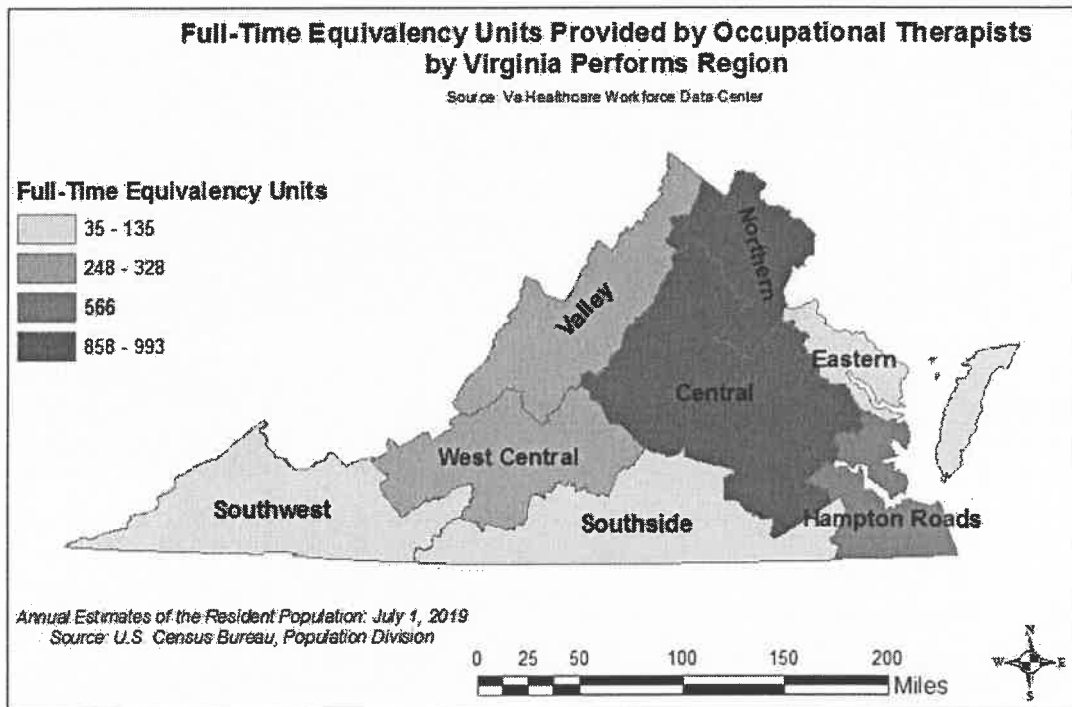 Full-Time Equivalency Units Provided by Occupational Therapists
by Virginia Performs Region
Source: Va Healthcare Workforce Data Center
Full-Time Equivalency Units
35 - 135
248 - 328
566
858 - 993
Northern
Valley
Eastern
Central
West Central
Southwest
Southside
Hampton Roads
Annual Estimates of the Resident Population: July 1, 2019
Source: U.S. Census Bureau, Population Division
0 25 50 100 150 200
Miles
N
W E
S